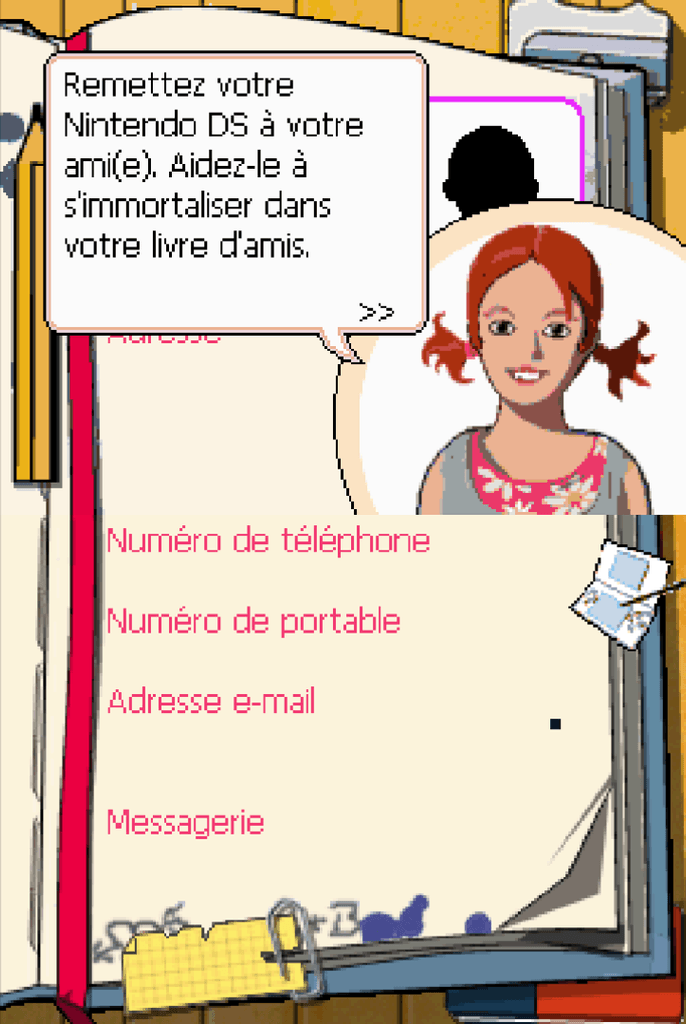 Remettez votre
Nintendo DS à votre
ami(e). Aidez-le à
s'immortaliser dans
votre livre d'amis.
>>
Adresse
Numéro de téléphone
Numéro de portable
Adresse e-mail
Messagerie
+B